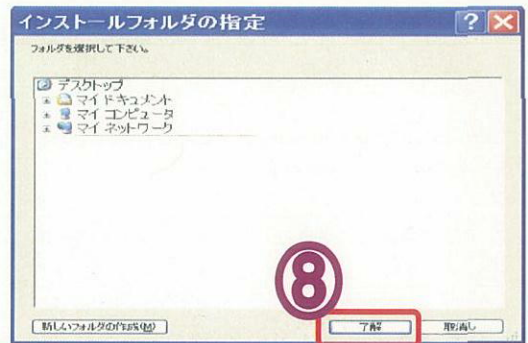 インストールフォルダの指定
フォルダを選択して下さい。
デスクトップ
マイ ドキュメント
マイ コンピュータ
マイ ネットワーク
⑧
新しいフォルダの作成(M)
了解
取消し